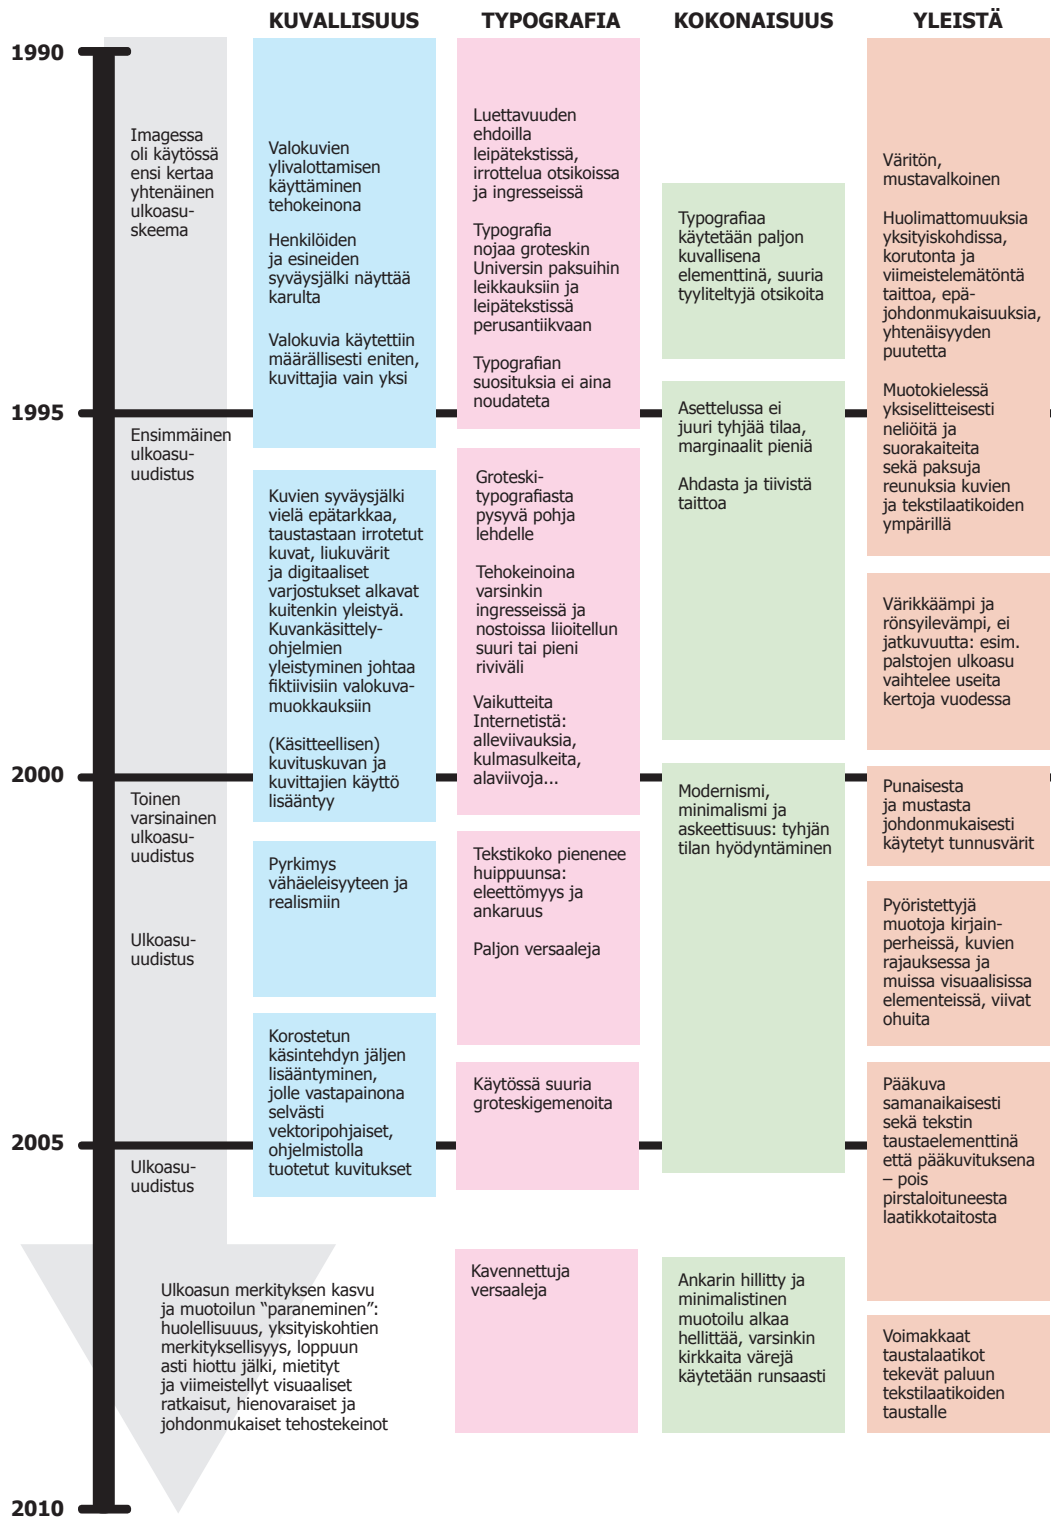 KUVALLISUUS
TYPOGRAFIA
KOKONAISUUS
YLEISTÄ
1990
1995
2000
2005
2010
Imagessa
oli käytössä
ensi kertaa
yhtenäinen
ulkoasu-
skeema
Ensimmäinen
ulkoasu-
uudistus
Toinen
varsinainen
ulkoasu-
uudistus
Ulkoasu-
uudistus
Ulkoasu-
uudistus
Ulkoasun merkityksen kasvu
ja muotoilun “paraneminen”:
huolellisuuus, yksityiskohtien
merkityksellisyys, loppuun
asti hiottu jälki, mietityt
ja viimeistellyt visuaaliset
ratkaisut, hienovaraiset ja
johdonmukaiset tehostekeinot
Valokuvien
ylivalottamisen
käyttäminen
tehokeinona
Henkilöiden
ja esineiden
syväysjälki näyttää
karulta
Valokuvia käytettiin
määrällisesti eniten,
kuvittajia vain yksi
Kuvien syväysjälki
vielä epätarkkaa,
taustastaan irrotetut
kuvat, liukuvärit
ja digitaaliset
varjostukset alkavat
kuitenkin yleistyä.
Kuvankäsittely-
ohjelmien
yleistyminen johtaa
fiktiivisiin valokuva-
muokkauksiin
(Käsitteellisen)
kuvituskuvan ja
kuvittajien käyttö
lisääntyy
Pyrkimys
vähäeleisyyteen ja
realismiin
Korostetun
käsintehdyn jäljen
lisääntyminen,
jolle vastapainona
selvästi
vektoripohjaiset,
ohjelmistolla
tuotetut kuvitukset
Luettavuuden
ehdoilla
leipätekstissä,
irrottelua otsikoissa
ja ingresseissä
Typografia
nojaa groteskin
Universin paksuihin
leikkauksiin ja
leipätekstissä
perusantiikvaan
Typografian
suosituksia ei aina
noudateta
Groteski-
typografiasta
pysyvä pohja
lehdelle
Tehokeinoina
varsinkin
ingresseissä ja
nostoissa liioitellun
suuri tai pieni
riviväli
Vaikutteita
Internetistä:
alleviivauksia,
kulmasulkeita,
alaviivoja...
Tekstikoko pienenee
huippuunsa:
eleettömyys ja
ankaruus
Paljon versaaleja
Käytössä suuria
groteskigemenoita
Kavennettuja
versaaleja
Typografiaa
käytetään paljon
kuvallisena
elementtinä, suuria
tyyliteltyjä otsikoita
Asettelussa ei
juuri tyhjää tilaa,
marginaalit pieniä
Ahdasta ja tiivistä
taittoa
Modernismi,
minimalismi ja
askeettisuus: tyhjän
tilan hyödyntäminen
Ankarin hillitty ja
minimalistinen
muotoilu alkaa
hellittää, varsinkin
kirkkaita värejä
käytetään runsaasti
Väritön,
mustavalkoinen
Huolimattomuuksia
yksityiskohdissa,
korutonta ja
viimeistelemätöntä
taittoa, epä-
johdonmukaisuuksia,
yhtenäisyyden
puutetta
Muotokielessä
yksiselitteisesti
neliöitä ja
suorakaiteita
sekä paksuja
reunuksia kuvien
ja tekstilaatikoiden
ympärillä
Värikkäämpi ja
rönsyilevämpi, ei
jatkuvuutta: esim.
palstojen ulkoasu
vaihtelee useita
kertoja vuodessa
Punaisesta
ja mustasta
johdonmukaisesti
käytetyt tunnusvärit
Pyöristettyjä
muotoja kirjain-
perheissä, kuvien
rajauksessa ja
muissa visuaalisissa
elementeissä, viivat
ohuita
Pääkuva
samanaikaisesti
sekä tekstin
taustaelementtinä
että pääkuvituksena
– pois
pirstaloituneesta
laatikkotaitosta
Voimakkaat
taustalaatikot
tekevät paluun
tekstilaatikoiden
taustalle